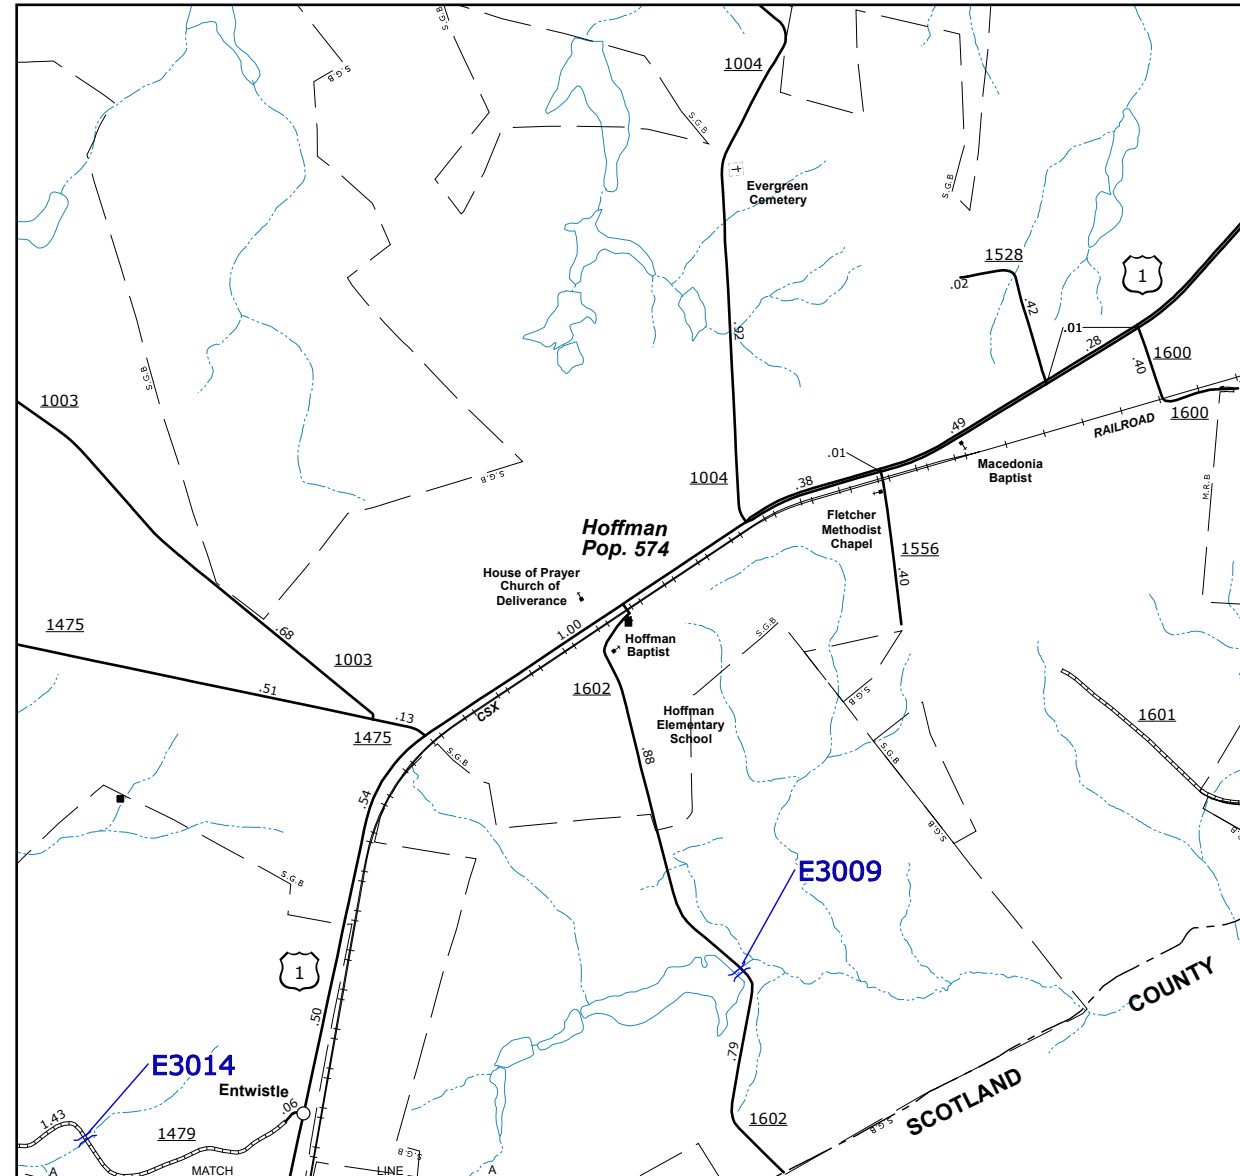 S.G.B
S.G.B
1004
S.G.B
Evergreen
Cemetery
S.G.B
1528
.02
.42
1
.01
.28
.92
1600
.40
1600
S.G.B
1003
.49
RAILROAD
.01
S.G.B
1004
.38
Macedonia
Baptist
M.R.B
Fletcher
Methodist
Chapel
Hoffman
Pop. 574
1556
.40
House of Prayer
Church of
Deliverance
1475
.68
1.00
Hoffman
Baptist
S.G.B
1003
.51
1602
S.G.B
.13
CSX
Hoffman
Elementary
School
1601
1475
S.G.B
.88
S.G.B
.54
S.G.B
S.G.B
E3009
S.G.B
1
COUNTY
.50
.79
E3014
Entwistle
.06
SCOTLAND
1.43
1479
1602
S.G.B
S.G.B
A
MATCH
LINE
A